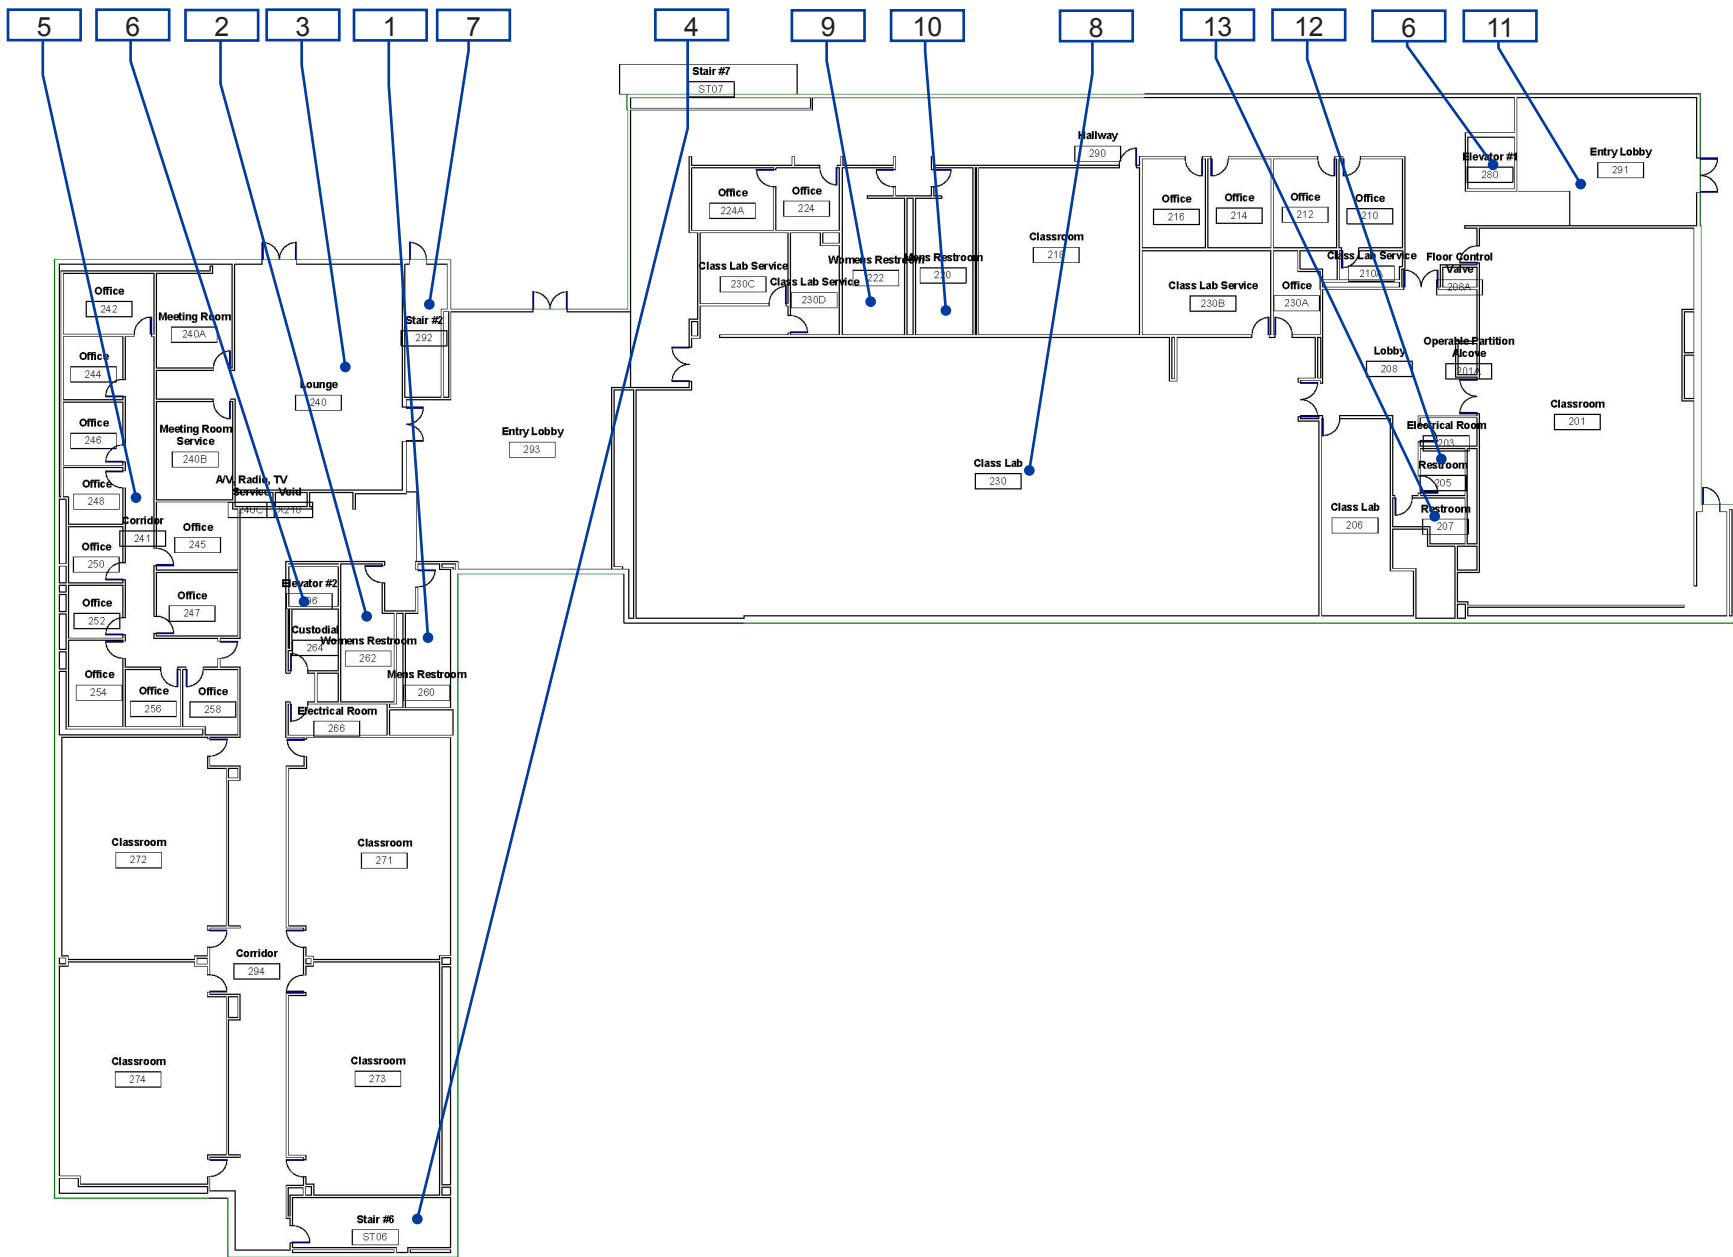 5 6 2 3 1 7 4 9 10 8 13 12 6 11
Stair #7
ST07
Hallway
290
Elevator #1
280
Entry Lobby
291
Office
224A
Office
224
Office
216
Office
214
Office
212
Office
210
Classroom
218
Womens Restroom
222
Mens Restroom
220
Class Lab Service
230C
Class Lab Service
230D
Class Lab Service
230B
Office
230A
Class Lab Service
210A
Floor Control
Valve
208A
Office
242
Meeting Room
240A
Stair #2
292
Office
244
Lounge
240
Lobby
208
Operable Partition
Alcove
201A
Classroom
201
Office
246
Meeting Room
Service
240B
Entry Lobby
293
Class Lab
230
Electrical Room
203
Restroom
205
Restroom
207
Class Lab
206
Office
248
A/V, Radio, TV
Service
240C
Void
Corridor
241
Office
245
Office
250
Office
247
Office
252
Elevator #2
Custodial
264
Womens Restroom
262
Mens Restroom
260
Office
254
Office
256
Office
258
Electrical Room
266
Classroom
272
Classroom
271
Corridor
294
Classroom
274
Classroom
273
Stair #6
ST06